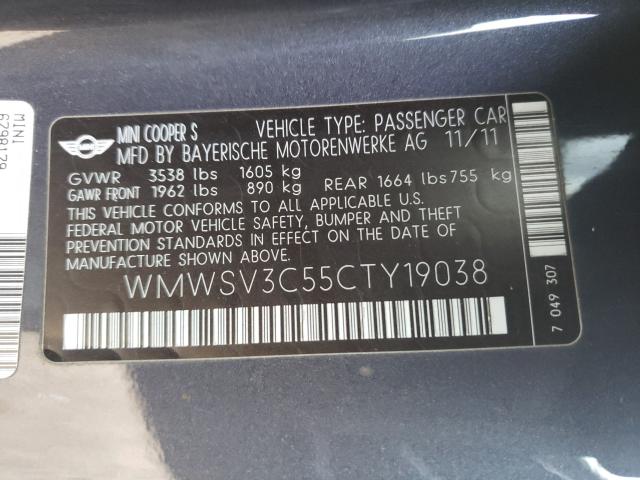 MINI
MINI COOPER S VEHICLE TYPE: PASSENGER CAR
MFD BY BAYERISCHE MOTORENWERKE AG 11/11
GVWR 3538 lbs 1605 kg
GAWR FRONT 1962 lbs 890 kg REAR 1664 lbs 755 kg
THIS VEHICLE CONFORMS TO ALL APPLICABLE U.S.
FEDERAL MOTOR VEHICLE SAFETY, BUMPER AND THEFT
PREVENTION STANDARDS IN EFFECT ON THE DATE OF
MANUFACTURE SHOWN ABOVE.
WMWSV3C55CTY19038
7 049 307
MINI
6298129